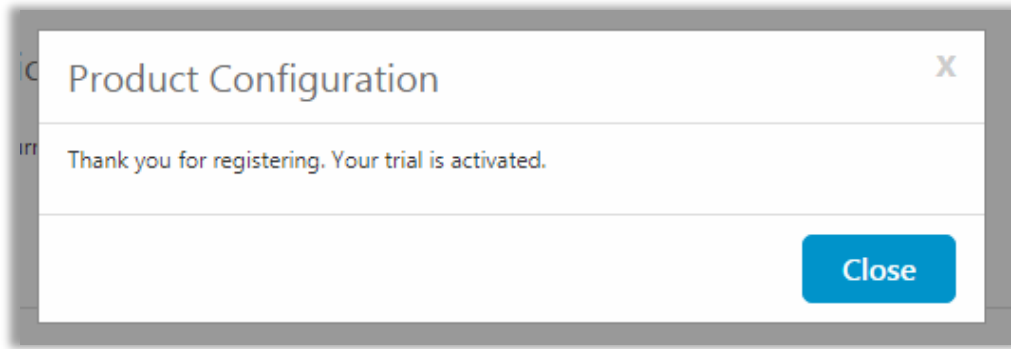 Product Configuration
X
Thank you for registering. Your trial is activated.
Close